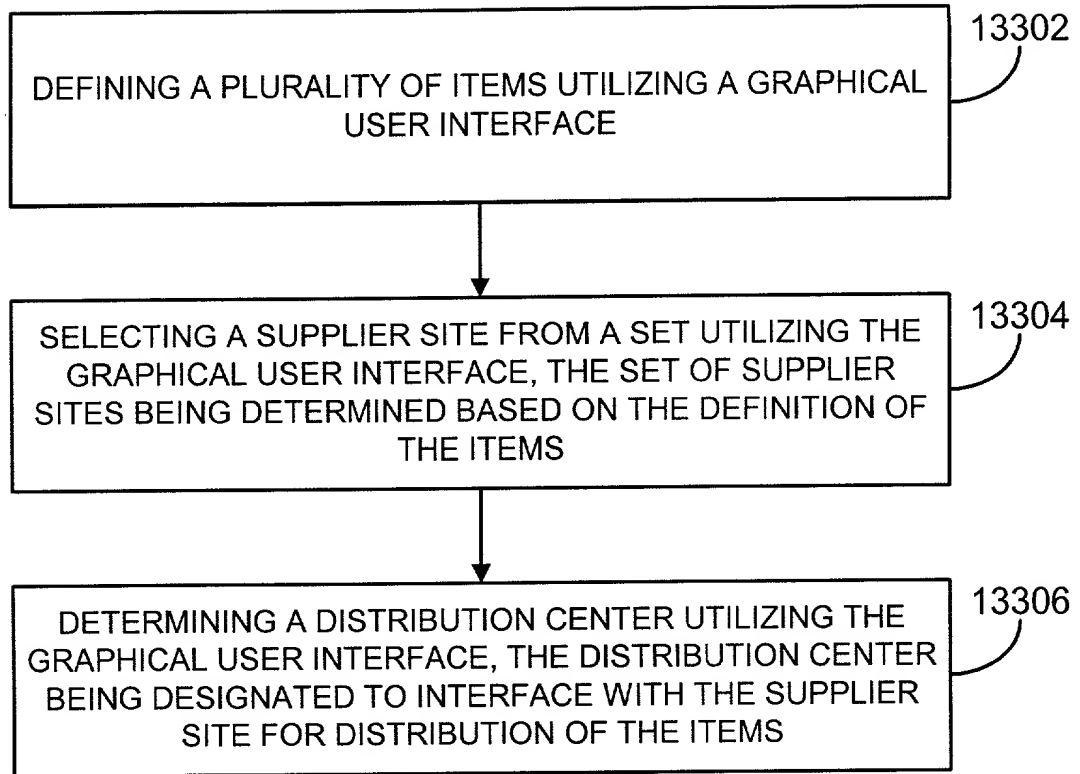 13302
DEFINING A PLURALITY OF ITEMS UTILIZING A GRAPHICAL
USER INTERFACE
13304
SELECTING A SUPPLIER SITE FROM A SET UTILIZING THE
GRAPHICAL USER INTERFACE, THE SET OF SUPPLIER
SITES BEING DETERMINED BASED ON THE DEFINITION OF
THE ITEMS
13306
DETERMINING A DISTRIBUTION CENTER UTILIZING THE
GRAPHICAL USER INTERFACE, THE DISTRIBUTION CENTER
BEING DESIGNATED TO INTERFACE WITH THE SUPPLIER
SITE FOR DISTRIBUTION OF THE ITEMS